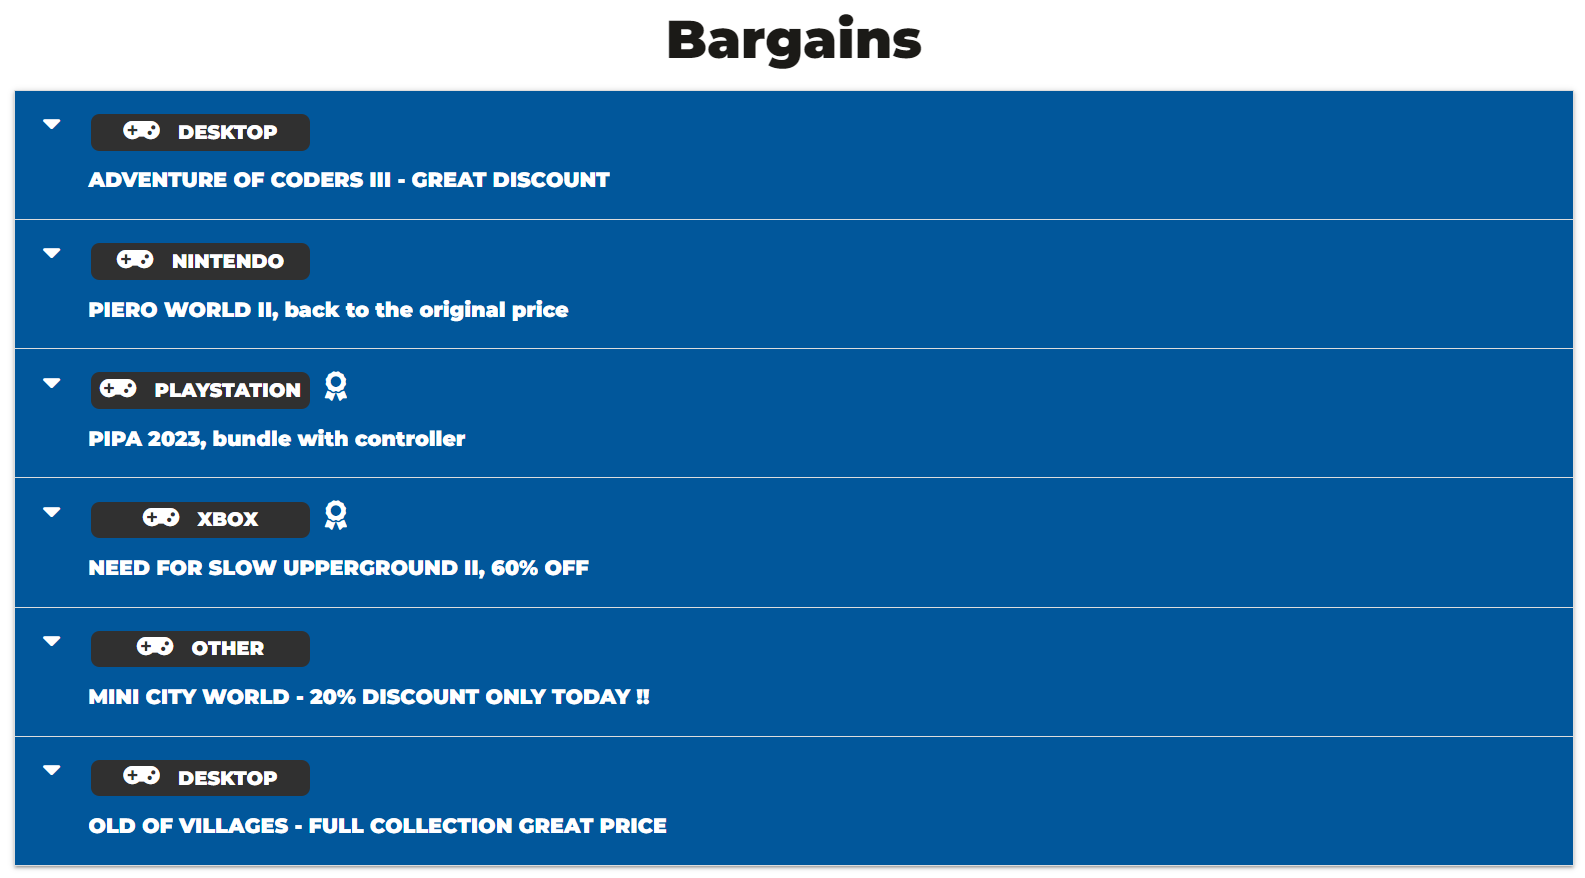 Bargains
DESKTOP
ADVENTURE OF CODERS III - GREAT DISCOUNT
NINTENDO
PIERO WORLD II, back to the original price
PLAYSTATION
PIPA 2023, bundle with controller
XBOX
NEED FOR SLOW UPPERGROUND II, 60% OFF
OTHER
MINI CITY WORLD - 20% DISCOUNT ONLY TODAY !!
DESKTOP
OLD OF VILLAGES - FULL COLLECTION GREAT PRICE